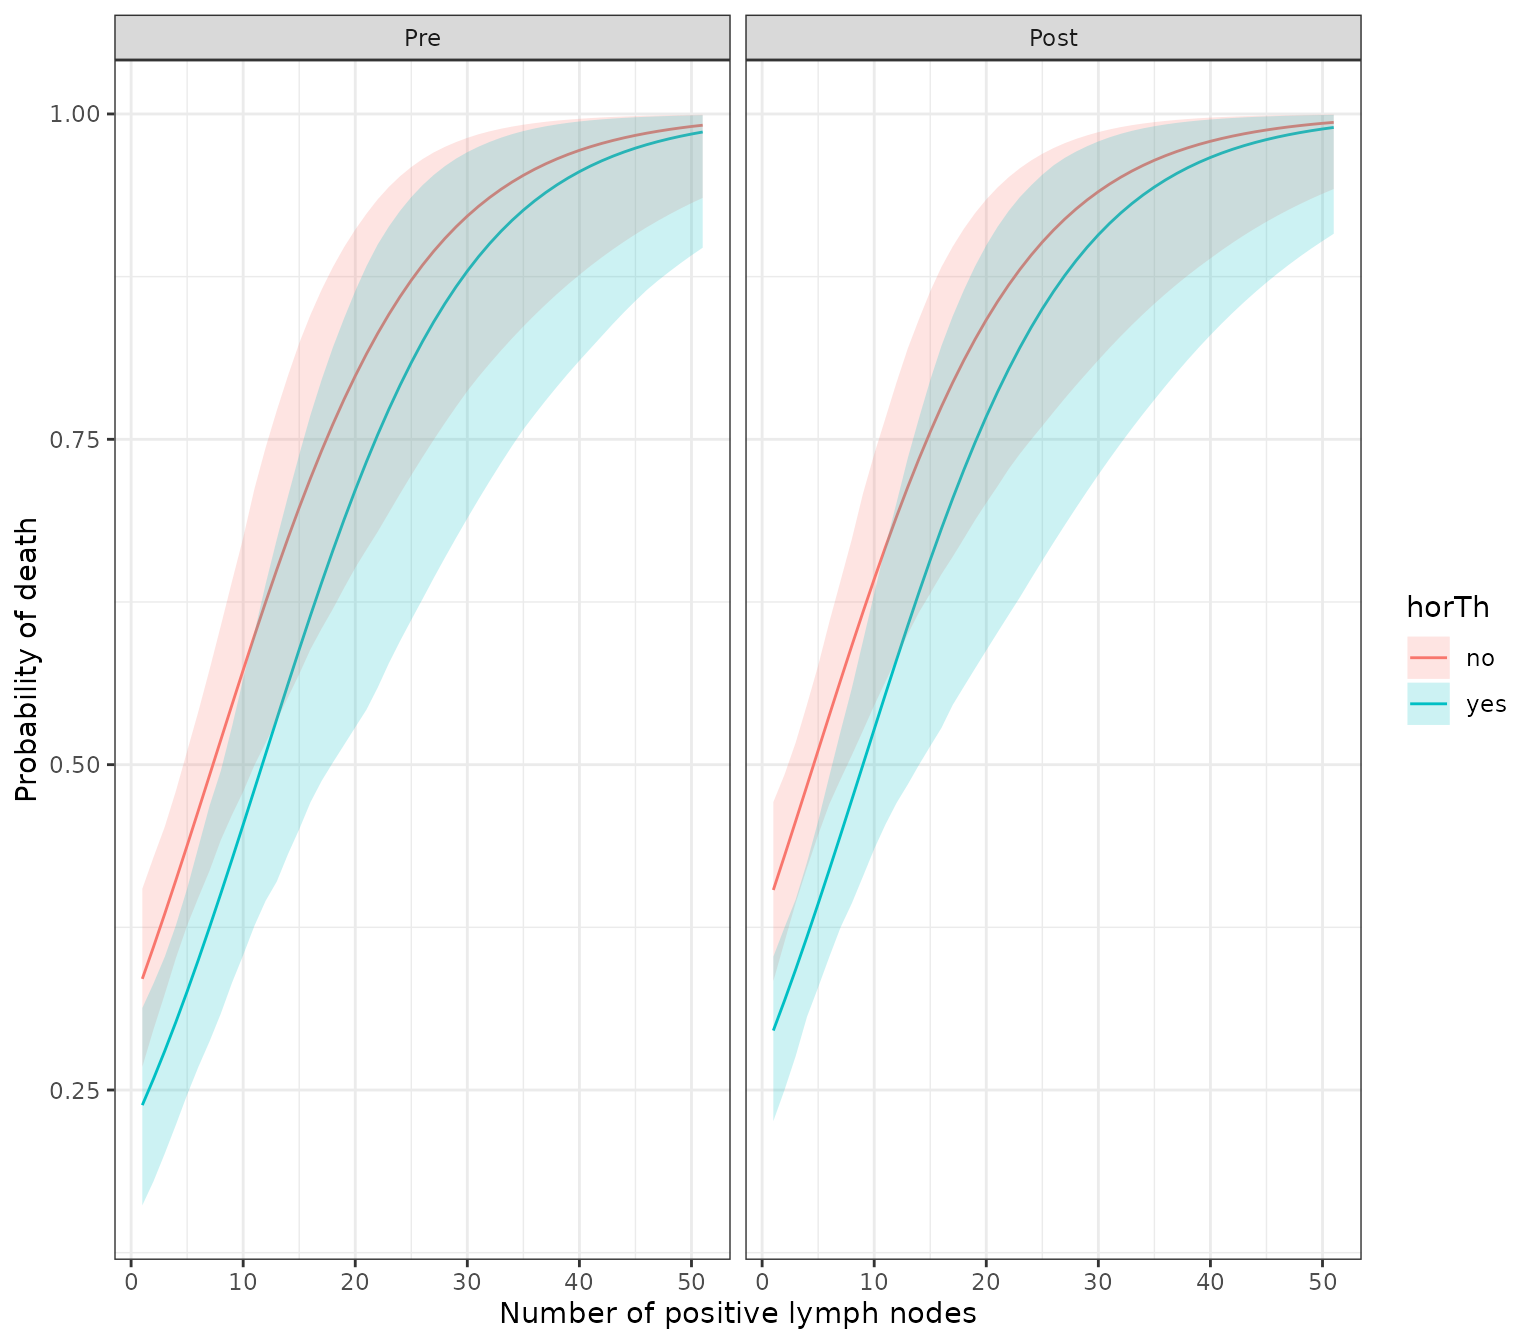 Pre Post
1.00
0.75
0.50
0.25
Probability of death
0 10 20 30 40 50 0 10 20 30 40 50
Number of positive lymph nodes
horTh
no
yes